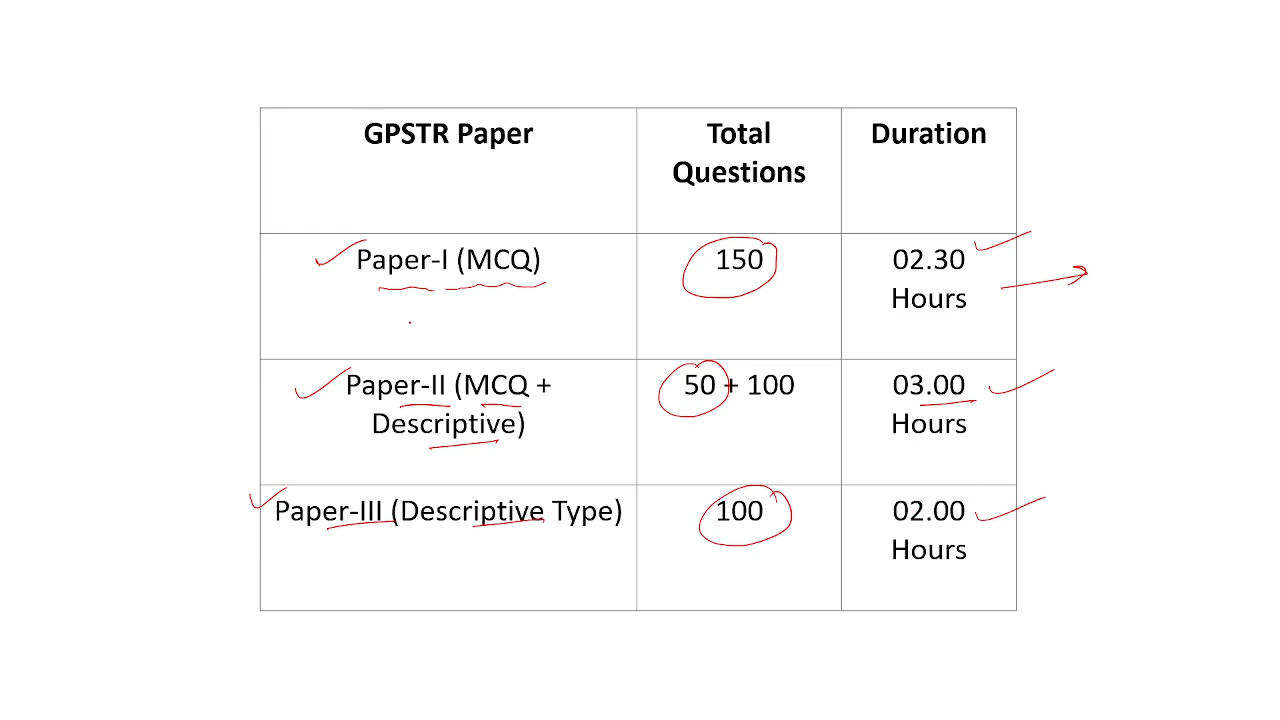 GPSTR Paper
Total
Questions
Duration
Paper-I (MCQ)
150
02.30
Hours
Paper-II (MCQ +
Descriptive)
50 + 100
03.00
Hours
Paper-III (Descriptive Type)
100
02.00
Hours